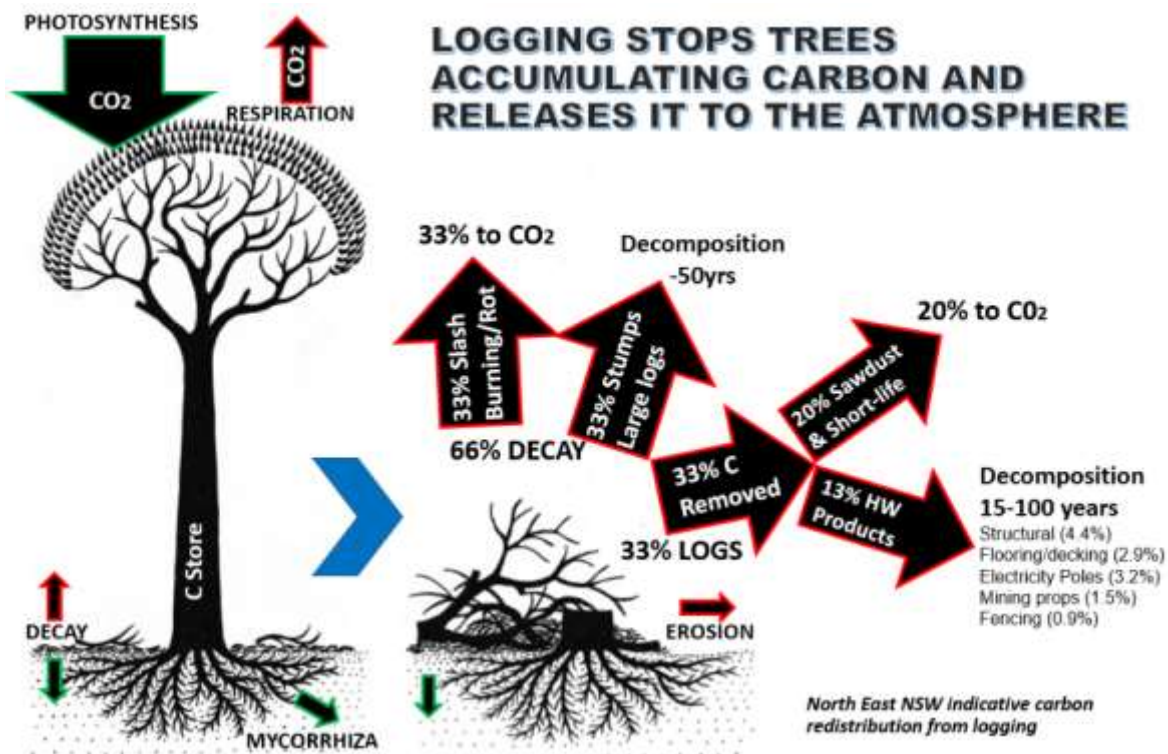 LOGGING STOPS TREES
ACCUMULATING CARBON AND
RELEASES IT TO THE ATMOSPHERE
PHOTOSYNTHESIS
CO2
CO2
RESPIRATION
C Store
DECAY
MYCORRHIZA
33% to CO2
33% Slash
Burning/Rot
Decomposition
-50yrs
33% Stumps
Large logs
66% DECAY
33% C
Removed
33% LOGS
20% to C02
20% Sawdust
& Short-life
13% HW
Products
Decomposition
15-100 years
Structural (4.4%)
Flooring/decking (2.9%)
Electricity Poles (3.2%)
Mining props (1.5%)
Fencing (0.9%)
EROSION
North East NSW indicative carbon
redistribution from logging